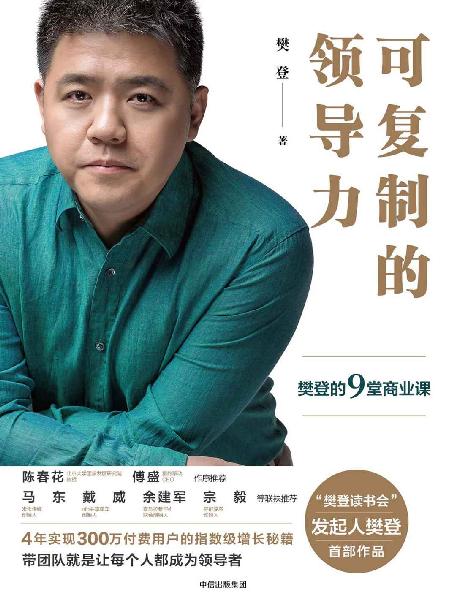 可复制的
领导力
樊登——著
樊登的9堂商业课
陈春花 傅盛 CEO 作序推荐
马东 戴威 余建军 宗毅 等联袂推荐
4年实现300万付费用户的指数级增长秘籍
带团队就是让每个人都成为领导者
“樊登读书会”
发起人樊登
首部作品
中信出版集团